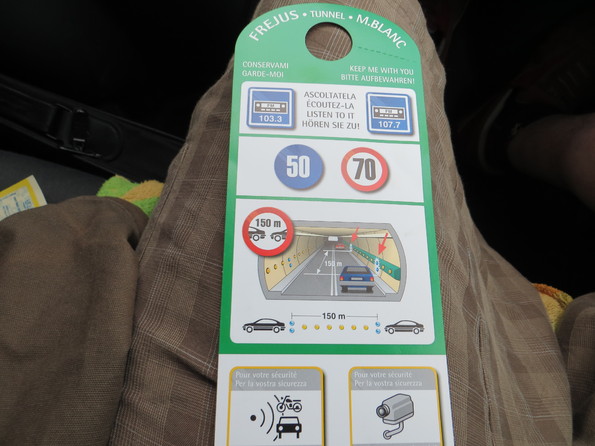 FREJUS • TUNNEL • M.BLANC
CONSERVAMI
GARDE-MOI
KEEP ME WITH YOU
BITTE AUFBEWAHREN!
ASCOLTATELA
ÉCOUTEZ-LA
LISTEN TO IT
HÖREN SIE ZU!
FM
103.3
FM
107.7
50
70
150 m
150 m
150 m
Pour votre sécurité
Per la vostra sicurezza
Pour votre sécurité
Per la vostra sicurezza